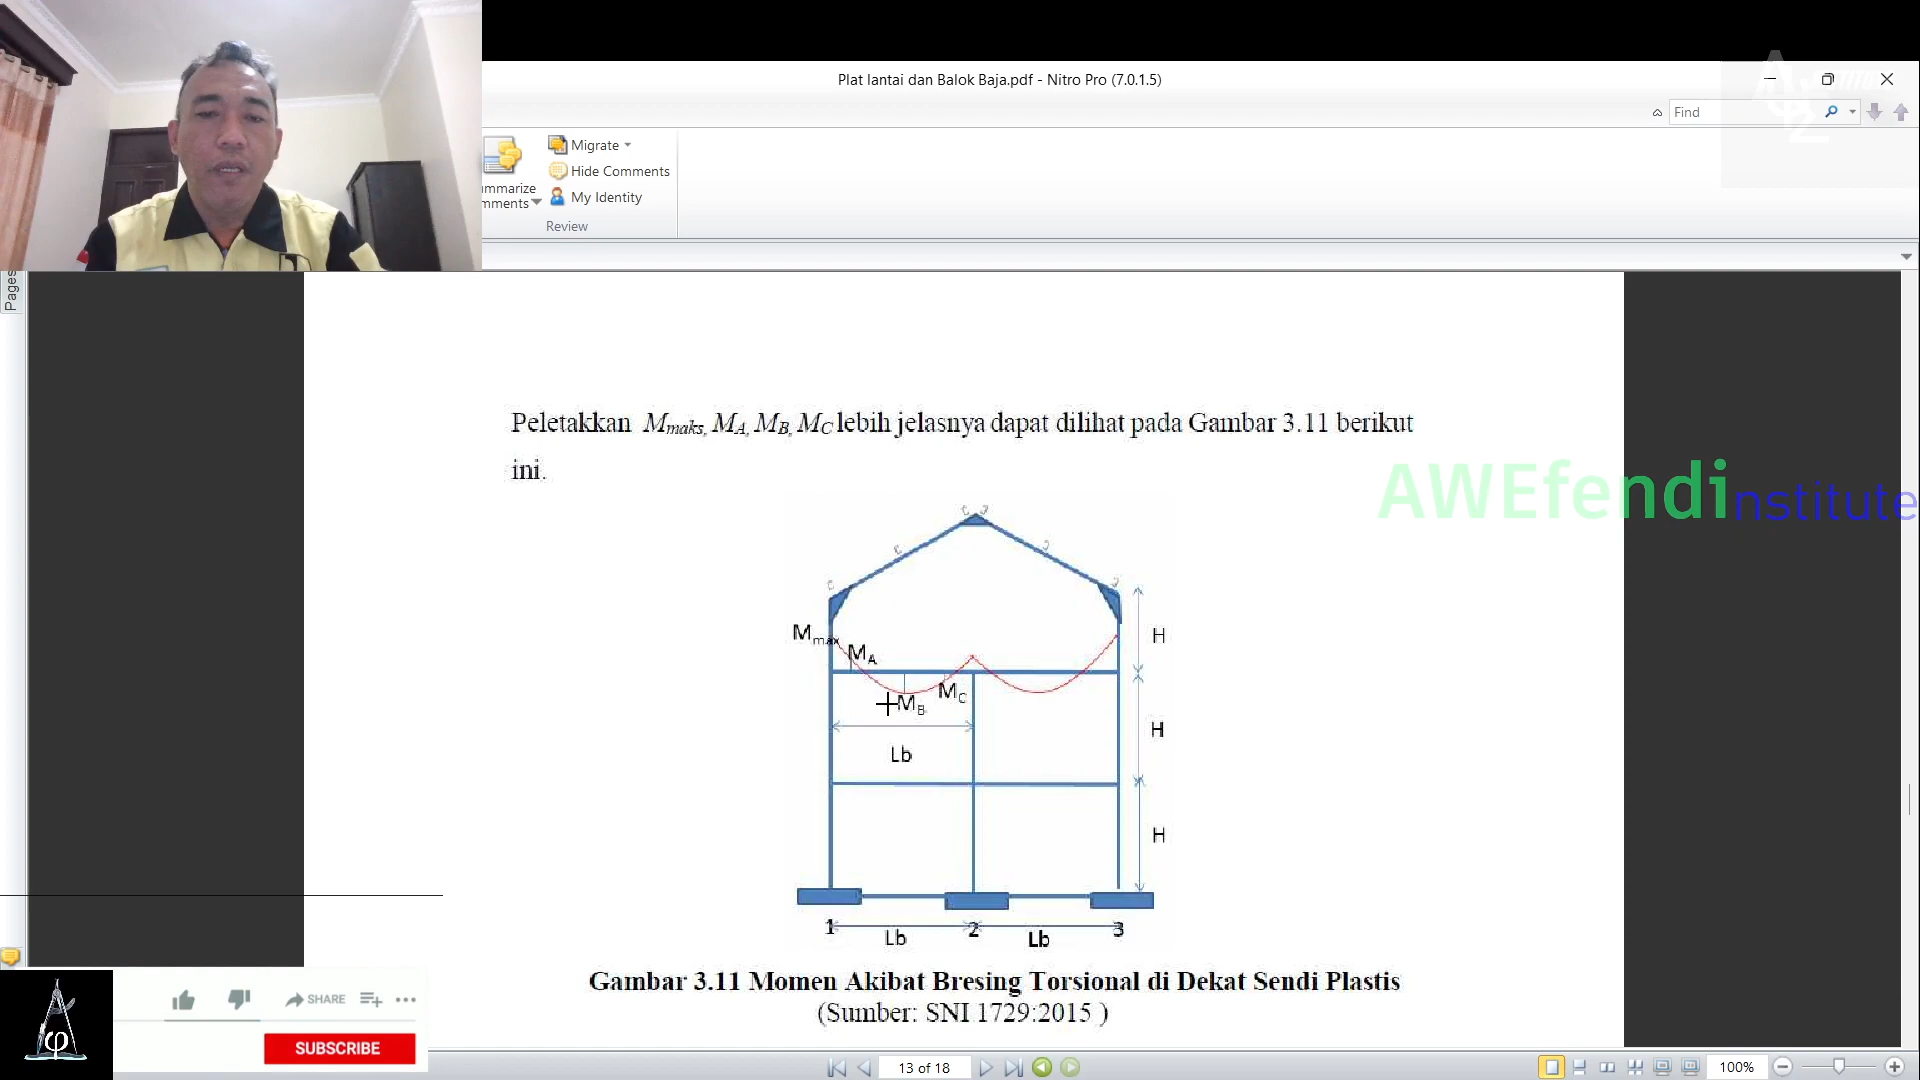 Plat lantai dan Balok Baja.pdf - Nitro Pro (7.0.1.5)
Find
Migrate
Hide Comments
ummarize
mments
My Identity
Review
Pages
Peletakkan Mmaks, MA, MB, MC lebih jelasnya dapat dilihat pada Gambar 3.11 berikut
ini.
AWEfendi
nstitute
Mmax
MA
MB
MC
Lb
H
H
H
1
2
3
Lb
Lb
Gambar 3.11 Momen Akibat Bresing Torsional di Dekat Sendi Plastis
(Sumber: SNI 1729:2015 )
SHARE
SUBSCRIBE
φ
13 of 18
100%